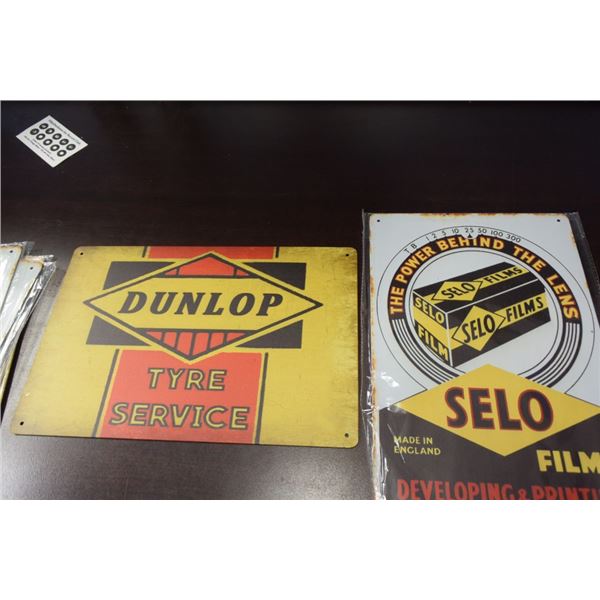 DUNLOP
TYRE
SERVICE
T B 1 2 5 10 25 50 100 300
THE POWER BEHIND THE LENS
SELO FILMS
SELO
FILM
SELO FILMS
SELO
MADE IN
ENGLAND
FILM
DEVELOPING & PRINTI